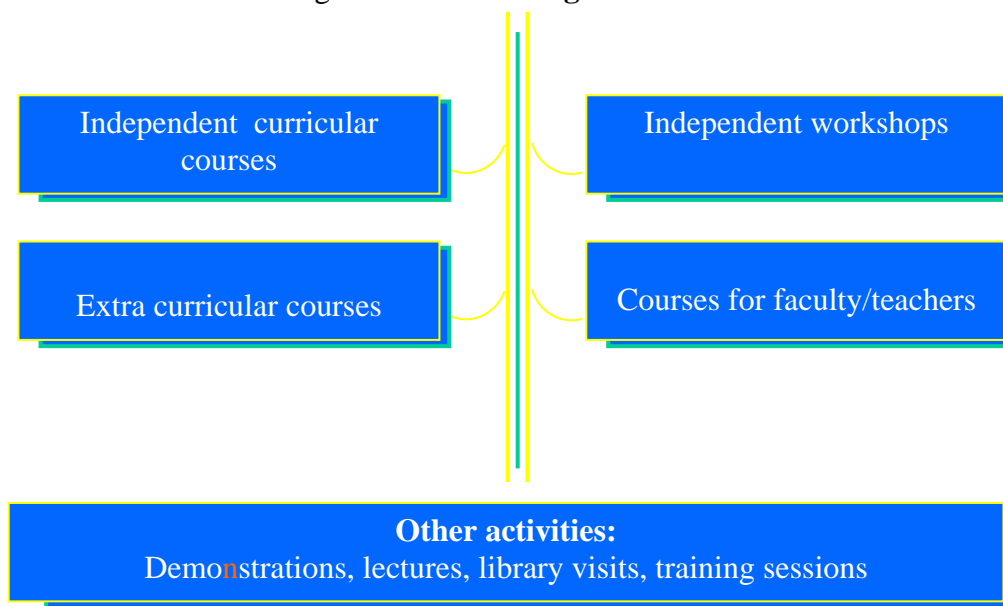 Independent curricular
courses
Independent workshops
Extra curricular courses
Courses for faculty/teachers
Other activities:
Demonstrations, lectures, library visits, training sessions